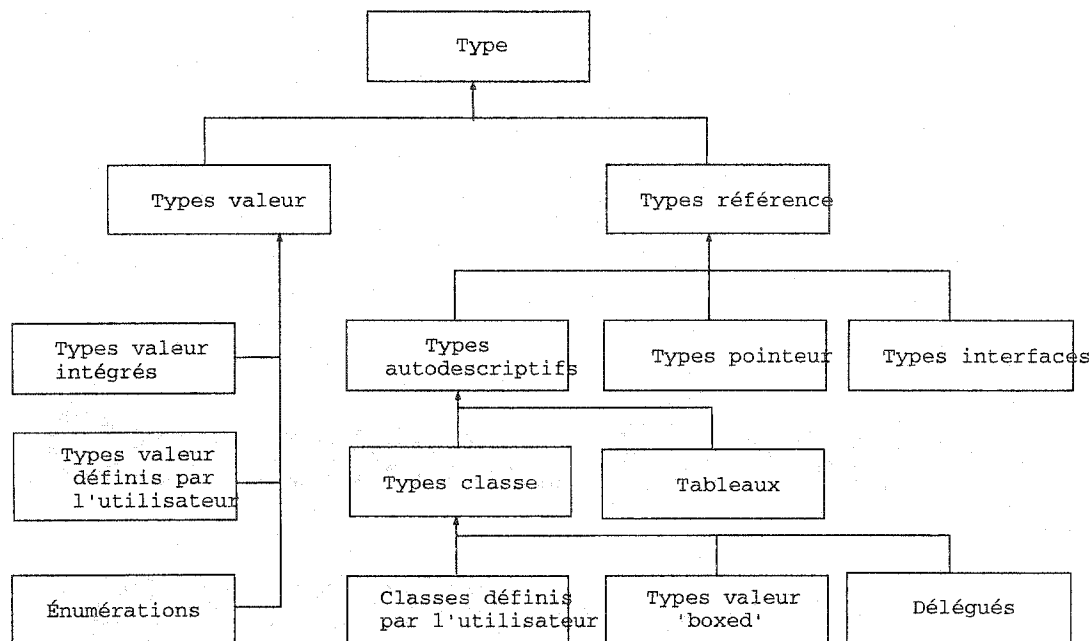 Type
Types valeur
Types référence
Types valeur
intégrés
Types
autodescriptifs
Types pointeur
Types interfaces
Types valeur
définis par
l'utilisateur
Types classe
Tableaux
Énumérations
Classes définis
par l'utilisateur
Types valeur
'boxed'
Délégués